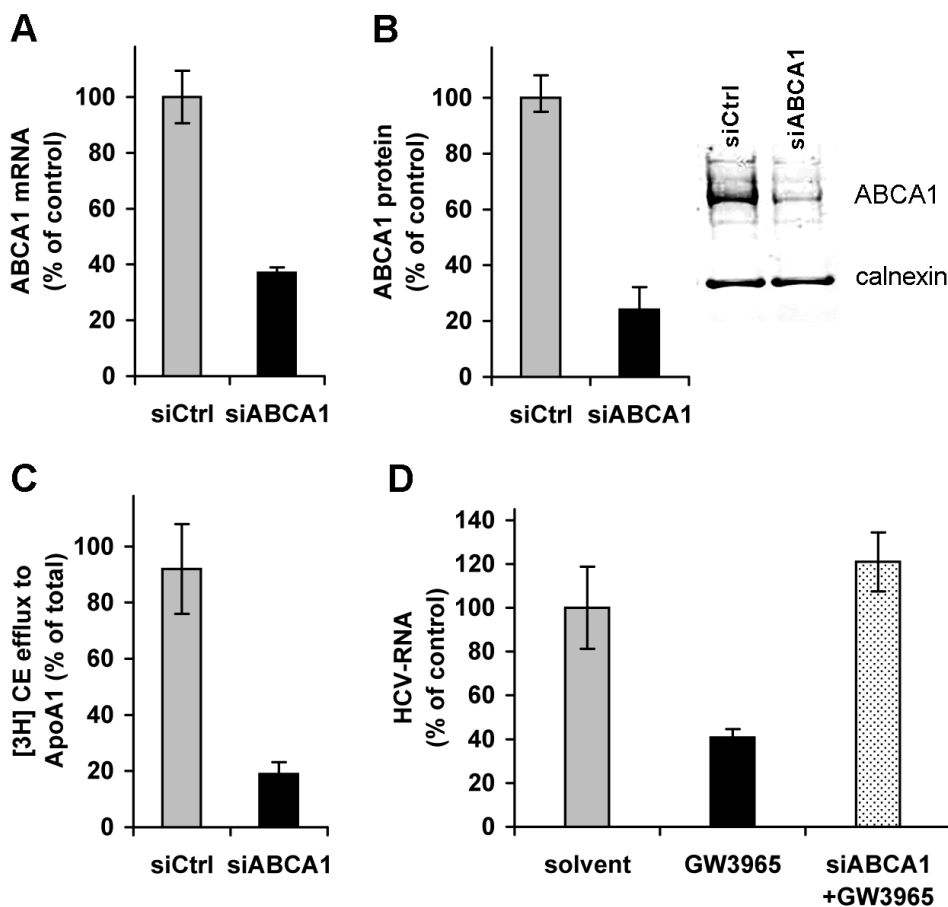 A
ABCA1 mRNA
(% of control)
100
80
60
40
20
0
siCtrl siABCA1
B
ABCA1 protein
(% of control)
100
80
60
40
20
0
siCtrl siABCA1
siCtrl
siABCA1
ABCA1
calnexin
C
[3H] CE efflux to
ApoA1 (% of total)
100
80
60
40
20
0
siCtrl siABCA1
D
HCV-RNA
(% of control)
140
120
100
80
60
40
20
0
solvent
GW3965
siABCA1
+GW3965